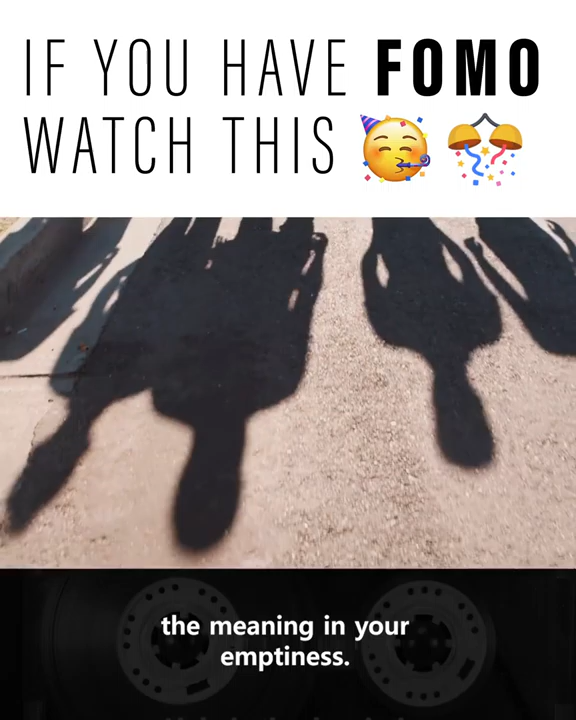 IF YOU HAVE FOMO
WATCH THIS 🥳 🎊
the meaning in your
emptiness.